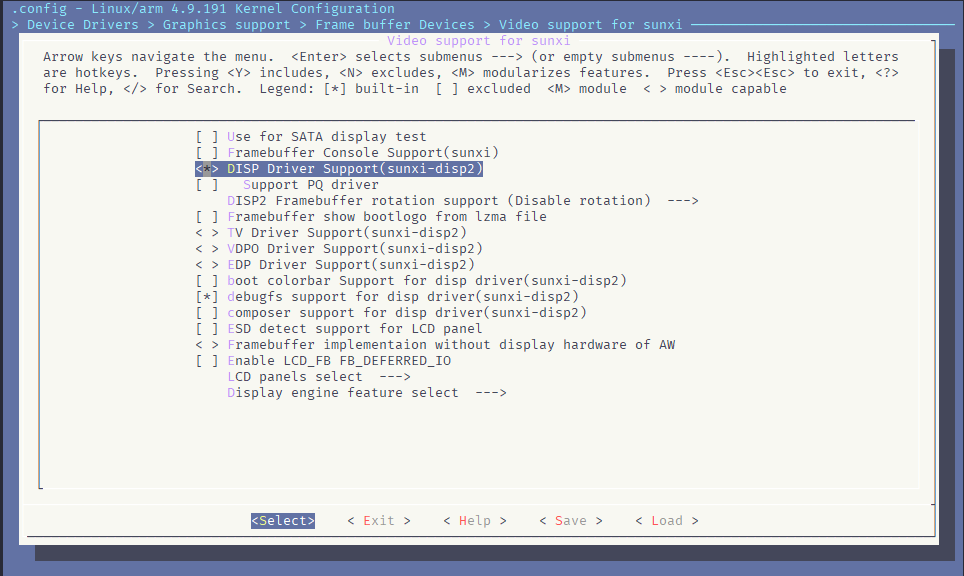 .config - Linux/arm 4.9.191 Kernel Configuration
> Device Drivers > Graphics support > Frame buffer Devices > Video support for sunxi
Video support for sunxi
Arrow keys navigate the menu.  <Enter> selects submenus ---> (or empty submenus ----).  Highlighted letters
are hotkeys.  Pressing <Y> includes, <N> excludes, <M> modularizes features.  Press <Esc><Esc> to exit, <?>
for Help, </> for Search.  Legend: [*] built-in  [ ] excluded  <M> module  < > module capable
[ ] Use for SATA display test
[ ] Framebuffer Console Support(sunxi)
<*> DISP Driver Support(sunxi-disp2)
[ ]   Support PQ driver
DISP2 Framebuffer rotation support (Disable rotation)  --->
[ ] Framebuffer show bootlogo from lzma file
< > TV Driver Support(sunxi-disp2)
< > VDPO Driver Support(sunxi-disp2)
< > EDP Driver Support(sunxi-disp2)
[ ] boot colorbar Support for disp driver(sunxi-disp2)
[*] debugfs support for disp driver(sunxi-disp2)
[ ] composer support for disp driver(sunxi-disp2)
[ ] ESD detect support for LCD panel
< > Framebuffer implementaion without display hardware of AW
[ ] Enable LCD_FB FB_DEFERRED_IO
LCD panels select  --->
Display engine feature select  --->
<Select>    < Exit >    < Help >    < Save >    < Load >